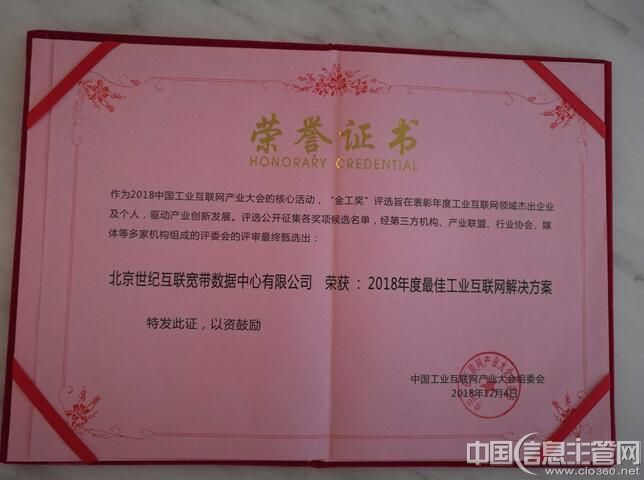 荣誉证书
HONORARY CREDENTIAL
作为2018中国工业互联网产业大会的核心活动，“金工奖”评选旨在表彰年度工业互联网领域杰出企业
及个人，驱动产业创新发展。评选公开征集各奖项候选名单，经第三方机构、产业联盟、行业协会、媒
体等多家机构组成的评委会的评审最终甄选出：
北京世纪互联宽带数据中心有限公司 荣获：2018年度最佳工业互联网解决方案
特发此证，以资鼓励
中国工业互联网产业大会组委会
2018年12月4日
中国信息主管网
www.cio360.net